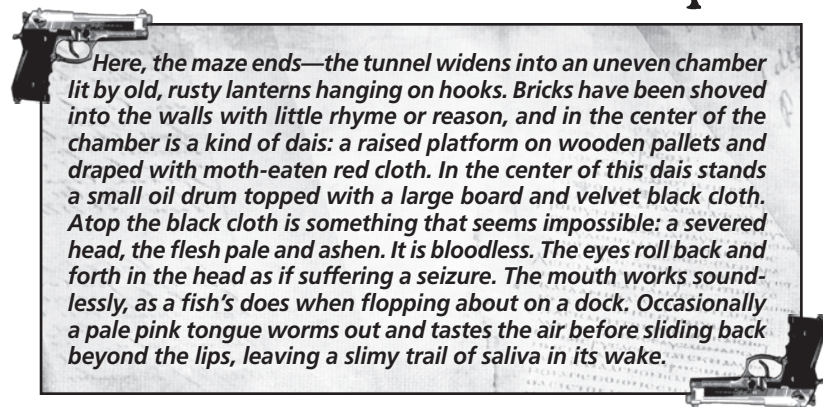 Here, the maze ends—the tunnel widens into an uneven chamber
lit by old, rusty lanterns hanging on hooks. Bricks have been shoved
into the walls with little rhyme or reason, and in the center of the
chamber is a kind of dais: a raised platform on wooden pallets and
draped with moth-eaten red cloth. In the center of this dais stands
a small oil drum topped with a large board and velvet black cloth.
Atop the black cloth is something that seems impossible: a severed
head, the flesh pale and ashen. It is bloodless. The eyes roll back and
forth in the head as if suffering a seizure. The mouth works sound-
lessly, as a fish’s does when flopping about on a dock. Occasionally
a pale pink tongue worms out and tastes the air before sliding back
beyond the lips, leaving a slimy trail of saliva in its wake.